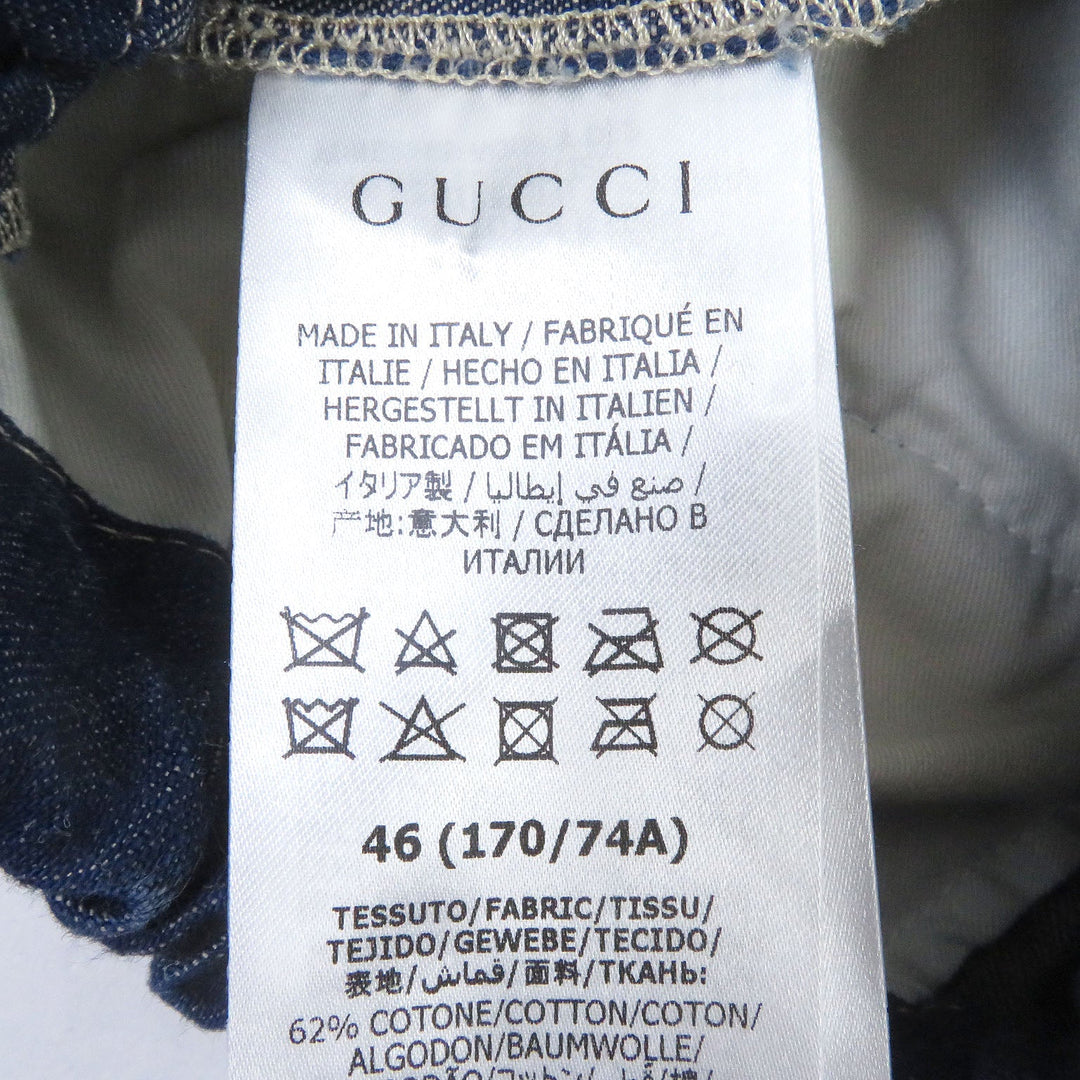 GUCCI
MADE IN ITALY / FABRIQUÉ EN
ITALIE / HECHO EN ITALIA /
HERGESTELLT IN ITALIEN /
FABRICADO EM ITÁLIA /
イタリア製 / صنع في إيطاليا /
产地:意大利 / СДЕЛАНО В
ИТАЛИИ
46 (170/74A)
TESSUTO/FABRIC/TISSU/
TEJIDO/GEWEBE/TECIDO/
表地/قماش/面料/ТКАНЬ:
62% COTONE/COTTON/COTON/
ALGODON/BAUMWOLLE/